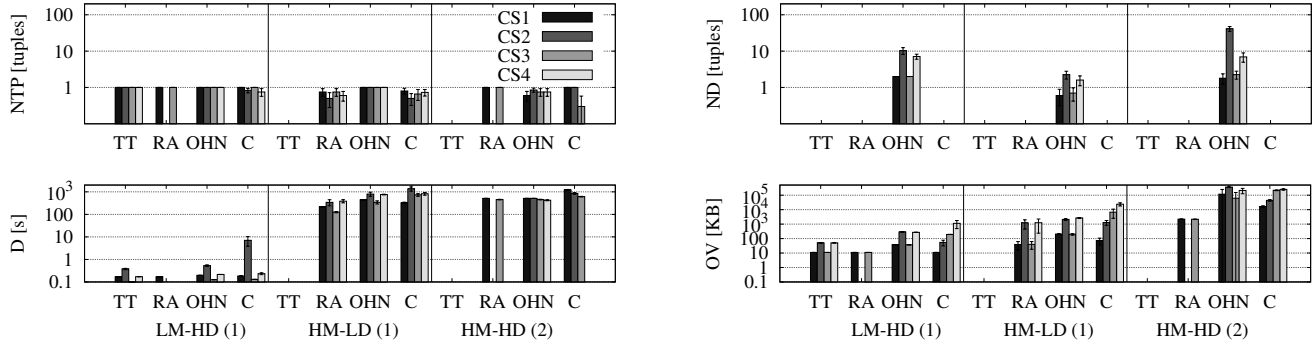 NTP [tuples]
100
10
1
CS1
CS2
CS3
CS4
TT RA OHN C TT RA OHN C TT RA OHN C
D [s]
10^3
100
10
1
0.1
TT RA OHN C TT RA OHN C TT RA OHN C
LM-HD (1) HM-LD (1) HM-HD (2)
ND [tuples]
100
10
1
TT RA OHN C TT RA OHN C TT RA OHN C
OV [KB]
10^5
10^4
10^3
100
10
1
0.1
TT RA OHN C TT RA OHN C TT RA OHN C
LM-HD (1) HM-LD (1) HM-HD (2)